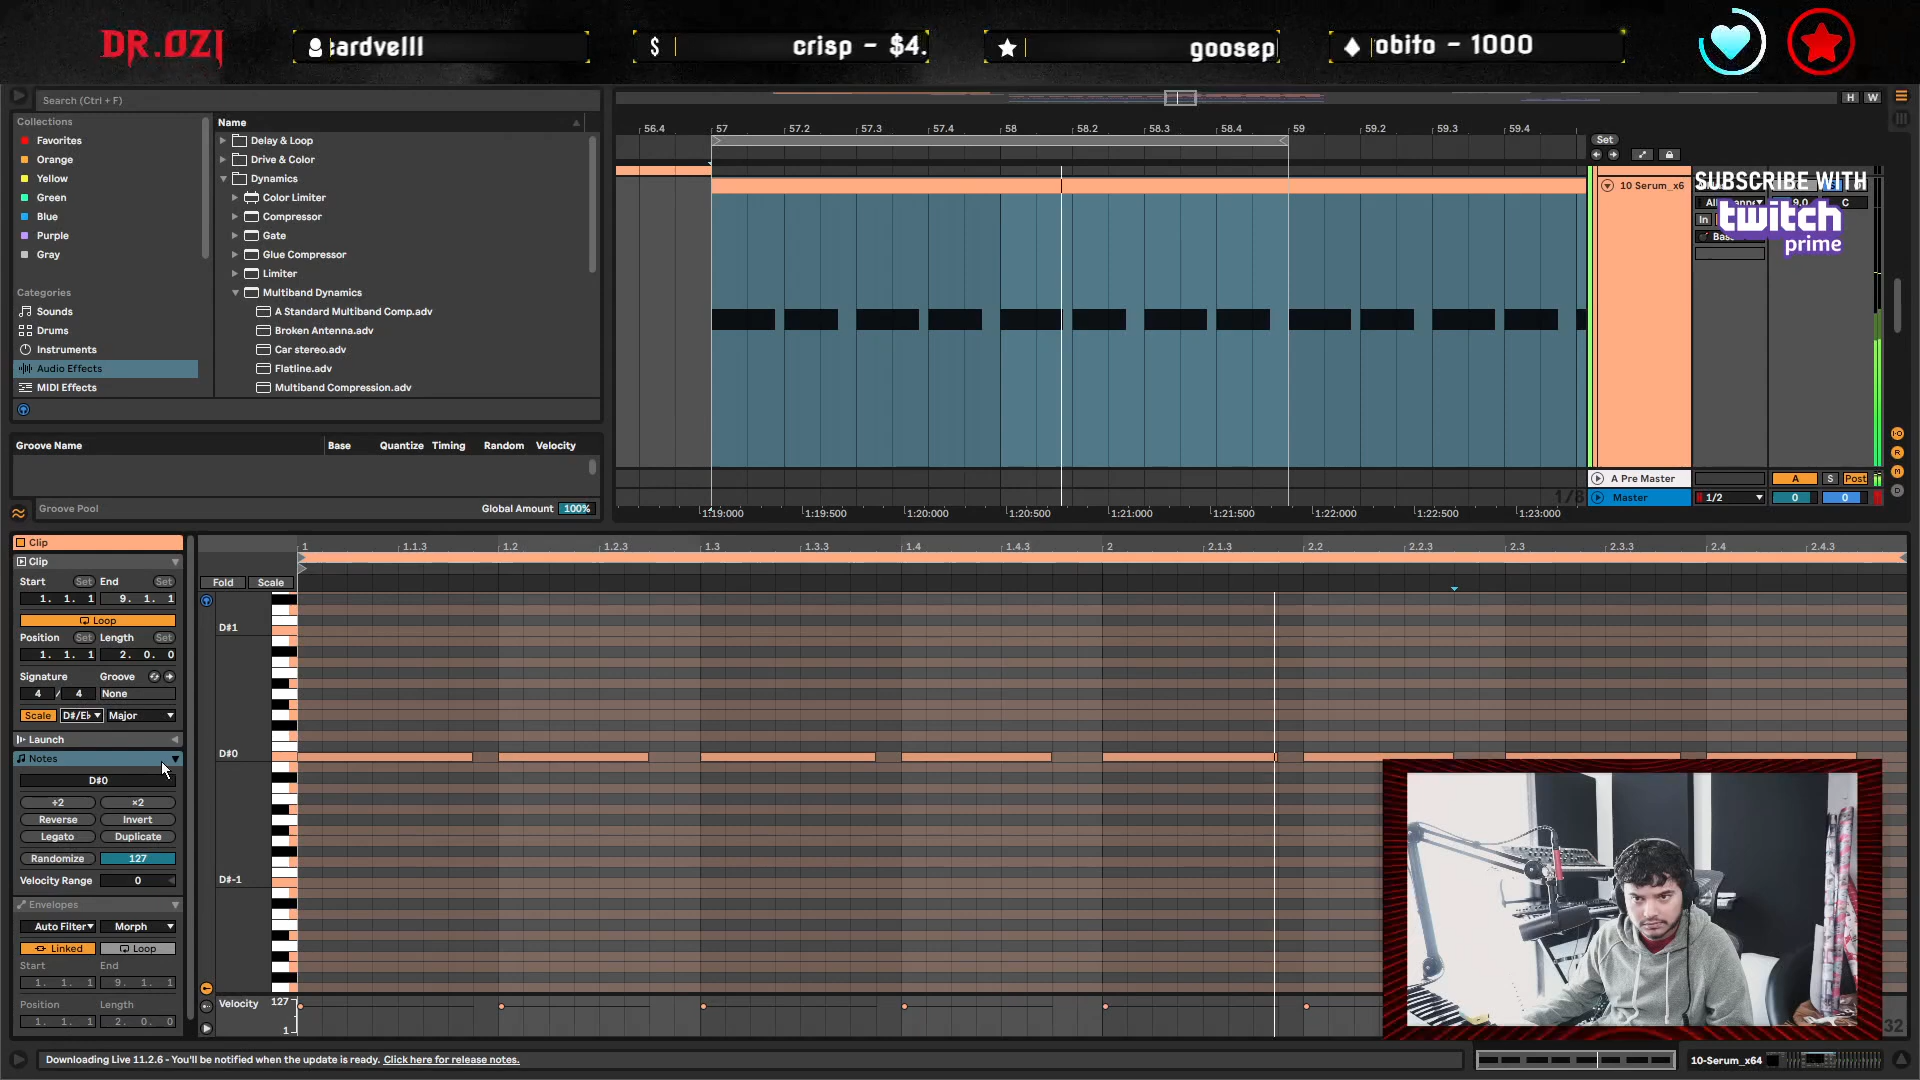 DR.OZI
ardvelll
$ crisp - $4.
goosep
obito - 1000
Search (Ctrl + F)
H W
Collections
Favorites
Orange
Yellow
Green
Blue
Purple
Gray
Categories
Sounds
Drums
Instruments
Audio Effects
MIDI Effects
Name
Delay & Loop
Drive & Color
Dynamics
Color Limiter
Compressor
Gate
Glue Compressor
Limiter
Multiband Dynamics
A Standard Multiband Comp.adv
Broken Antenna.adv
Car stereo.adv
Flatline.adv
Multiband Compression.adv
56.4 57 57.2 57.3 57.4 58 58.2 58.3 58.4 59 59.2 59.3 59.4
Set
10 Serum_x6
SUBSCRIBE WITH
twitch
prime
9.0 C
In
Bas
A Pre Master A S Post
1/8
Master 1/2 0 0
1:19:000 1:19:500 1:20:000 1:20:500 1:21:000 1:21:500 1:22:000 1:22:500 1:23:000
Groove Name Base Quantize Timing Random Velocity
Groove Pool Global Amount 100%
Clip
Clip
Start Set End Set
1. 1. 1 9. 1. 1
Loop
Position Set Length Set
1. 1. 1 2. 0. 0
Signature Groove
4 / 4 None
Scale D#/Eb Major
Launch
Notes
D#0
÷2 ×2
Reverse Invert
Legato Duplicate
Randomize 127
Velocity Range 0
Envelopes
Auto Filter Morph
Linked Loop
Start End
1. 1. 1 9. 1. 1
Position Length
1. 1. 1 2. 0. 0
1 1.1.3 1.2 1.2.3 1.3 1.3.3 1.4 1.4.3 2 2.1.3 2.2 2.2.3 2.3 2.3.3 2.4 2.4.3
Fold Scale
D#1
D#0
D#-1
Velocity 127
1
32
Downloading Live 11.2.6 - You'll be notified when the update is ready. Click here for release notes.
10-Serum_x64